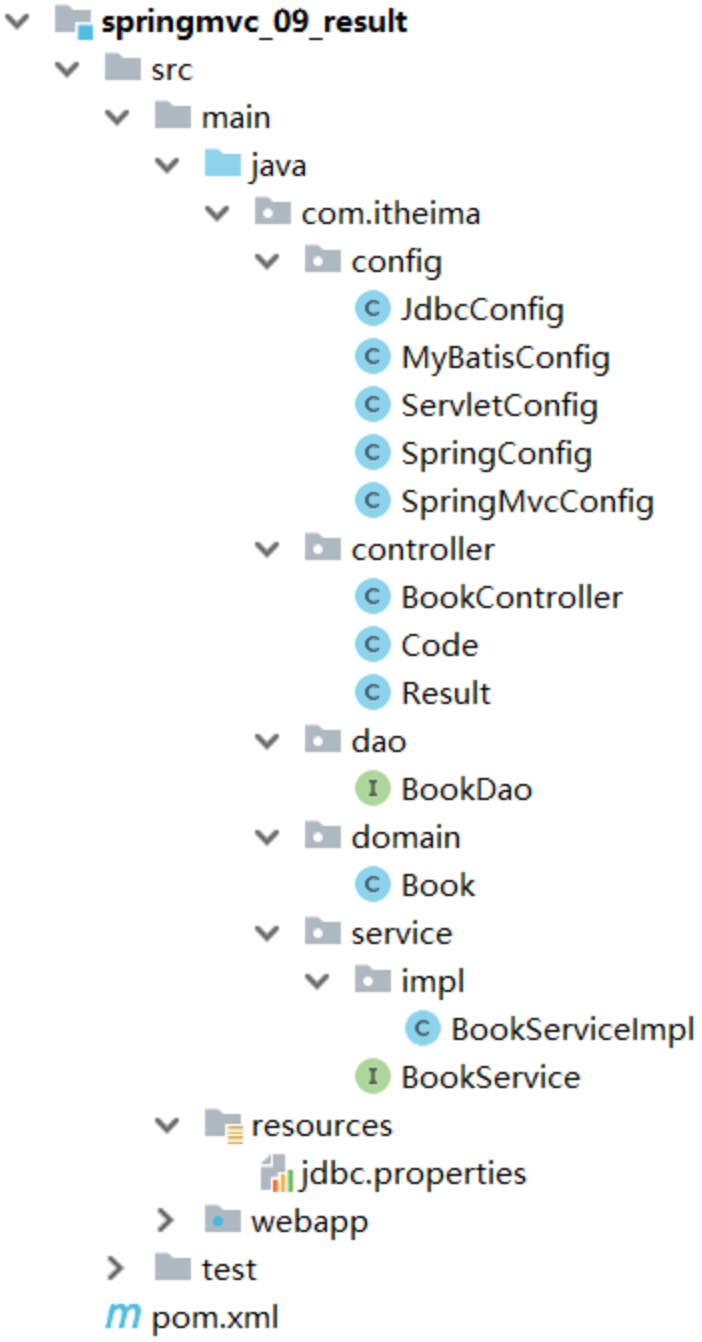 springmvc_09_result
src
main
java
com.itheima
config
C JdbcConfig
C MyBatisConfig
C ServletConfig
C SpringConfig
C SpringMvcConfig
controller
C BookController
C Code
C Result
dao
I BookDao
domain
C Book
service
impl
C BookServiceImpl
I BookService
resources
jdbc.properties
webapp
test
m pom.xml